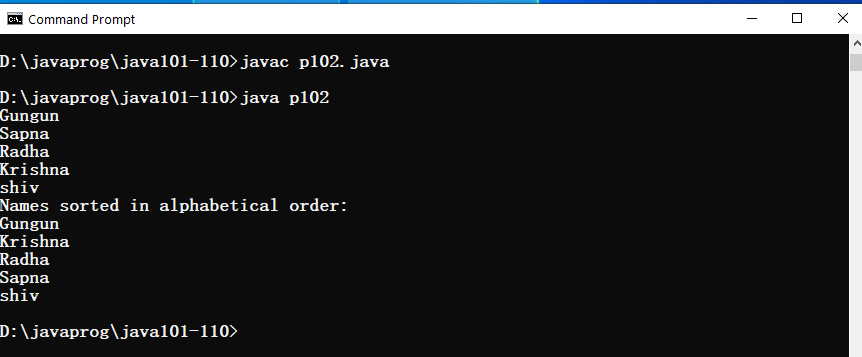 Command Prompt
D:\javaprog\java101-110>javac p102.java
D:\javaprog\java101-110>java p102
Gungun
Sapna
Radha
Krishna
shiv
Names sorted in alphabetical order:
Gungun
Krishna
Radha
Sapna
shiv
D:\javaprog\java101-110>